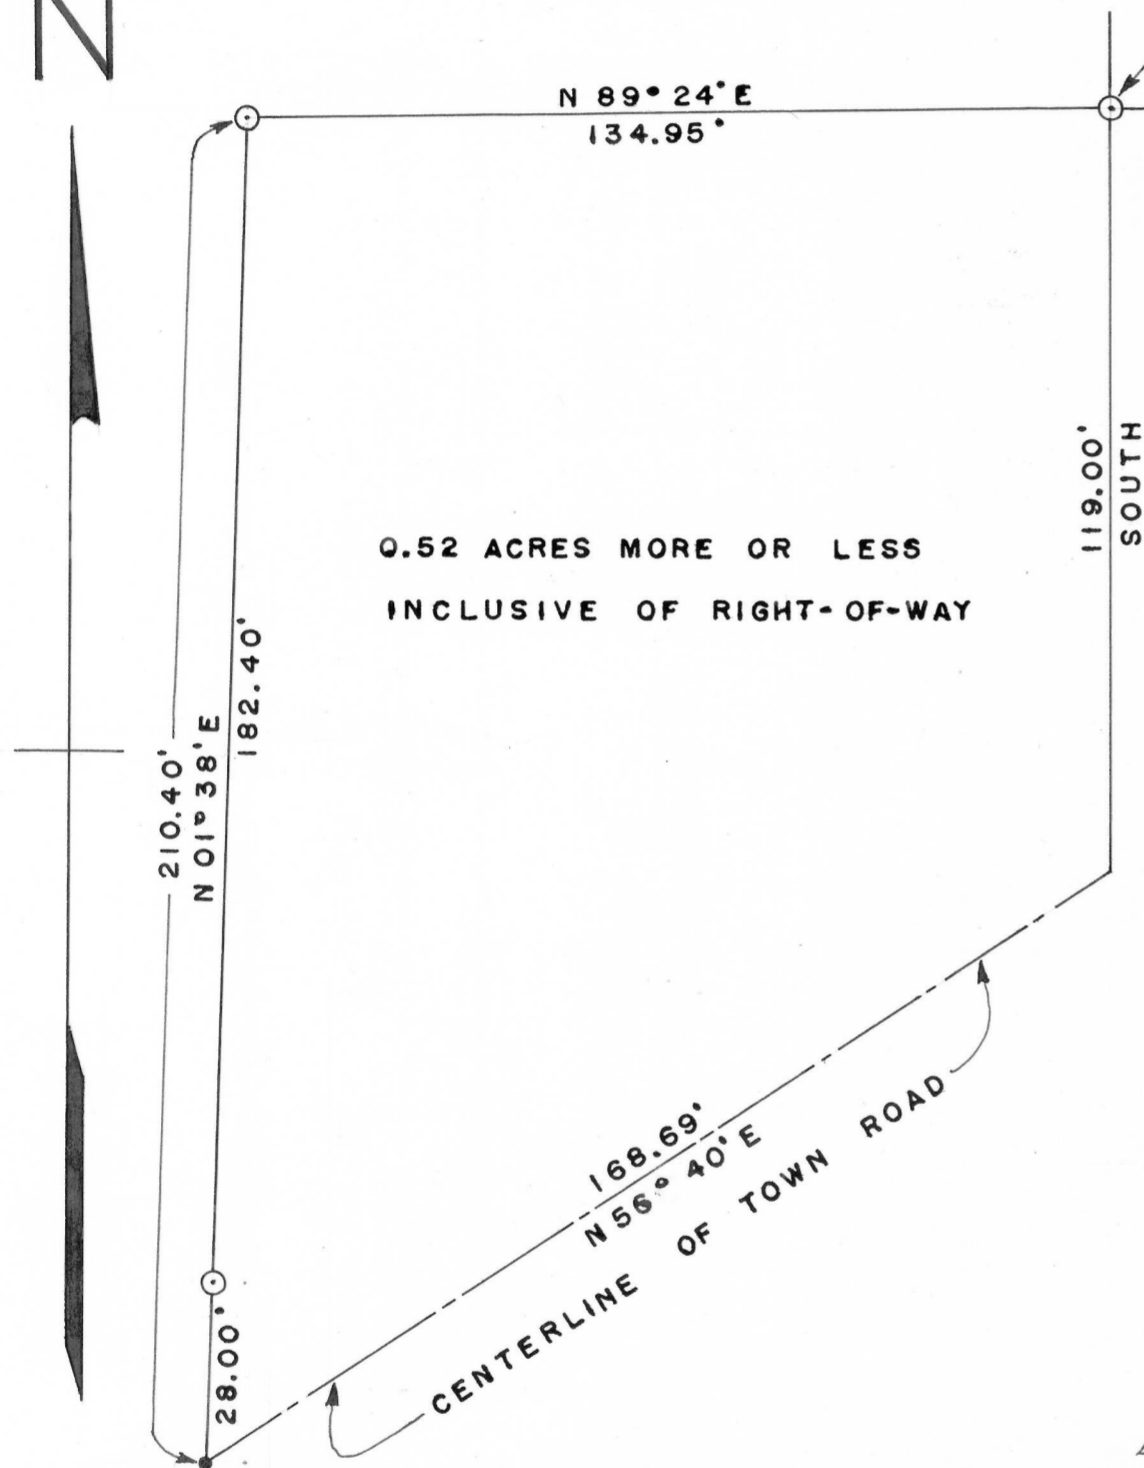 N
N 89° 24' E
134.95'
119.00'
SOUTH
0.52 ACRES MORE OR LESS
INCLUSIVE OF RIGHT-OF-WAY
182.40'
N 01° 38' E
210.40'
168.69'
N 56° 40' E
CENTERLINE OF TOWN ROAD
28.00'